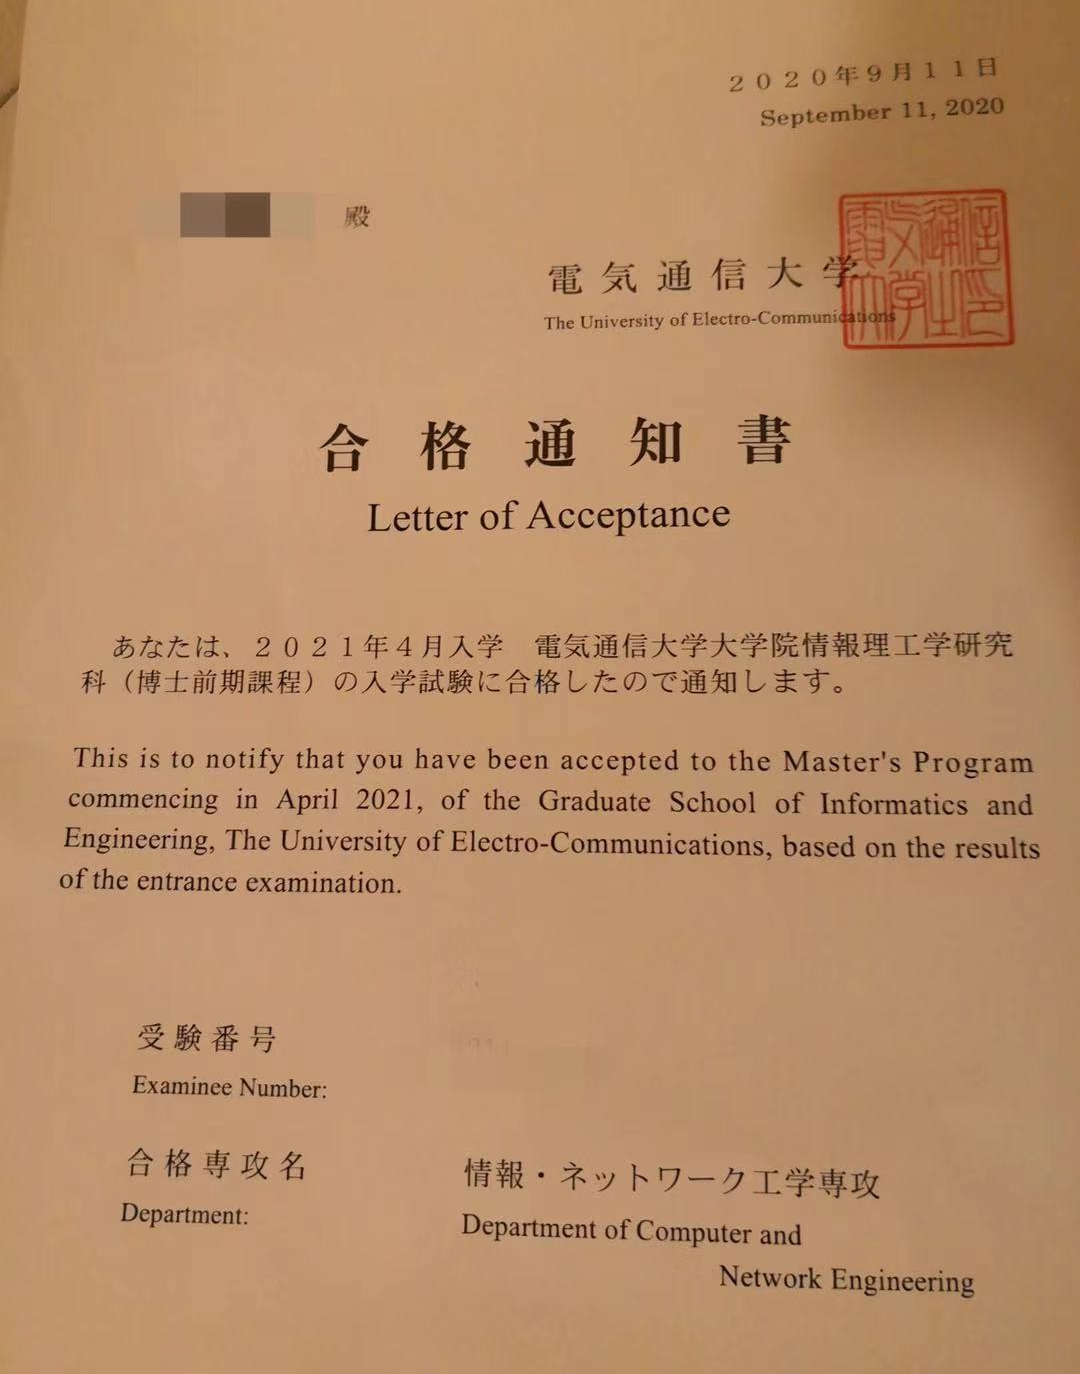 ２０２０年９月１１日
September 11, 2020
殿
電気通信大学
The University of Electro-Communications
合格通知書
Letter of Acceptance
あなたは、２０２１年４月入学　電気通信大学大学院情報理工学研究
科（博士前期課程）の入学試験に合格したので通知します。
This is to notify that you have been accepted to the Master's Program
commencing in April 2021, of the Graduate School of Informatics and
Engineering, The University of Electro-Communications, based on the results
of the entrance examination.
受験番号
Examinee Number:
合格専攻名
情報・ネットワーク工学専攻
Department:
Department of Computer and
Network Engineering